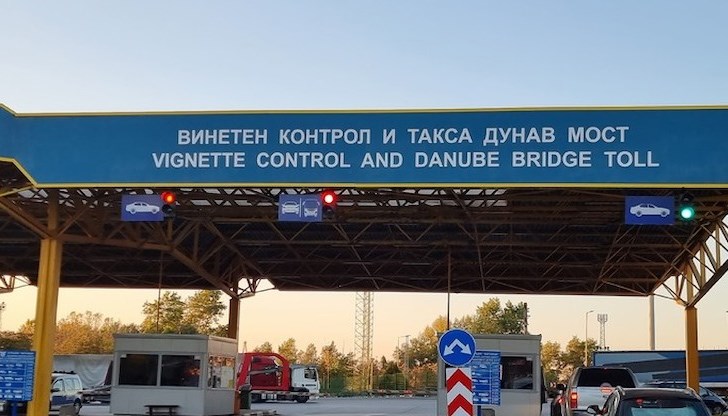 ВИНЕТЕН КОНТРОЛ И ТАКСА ДУНАВ МОСТ
VIGNETTE CONTROL AND DANUBE BRIDGE TOLL